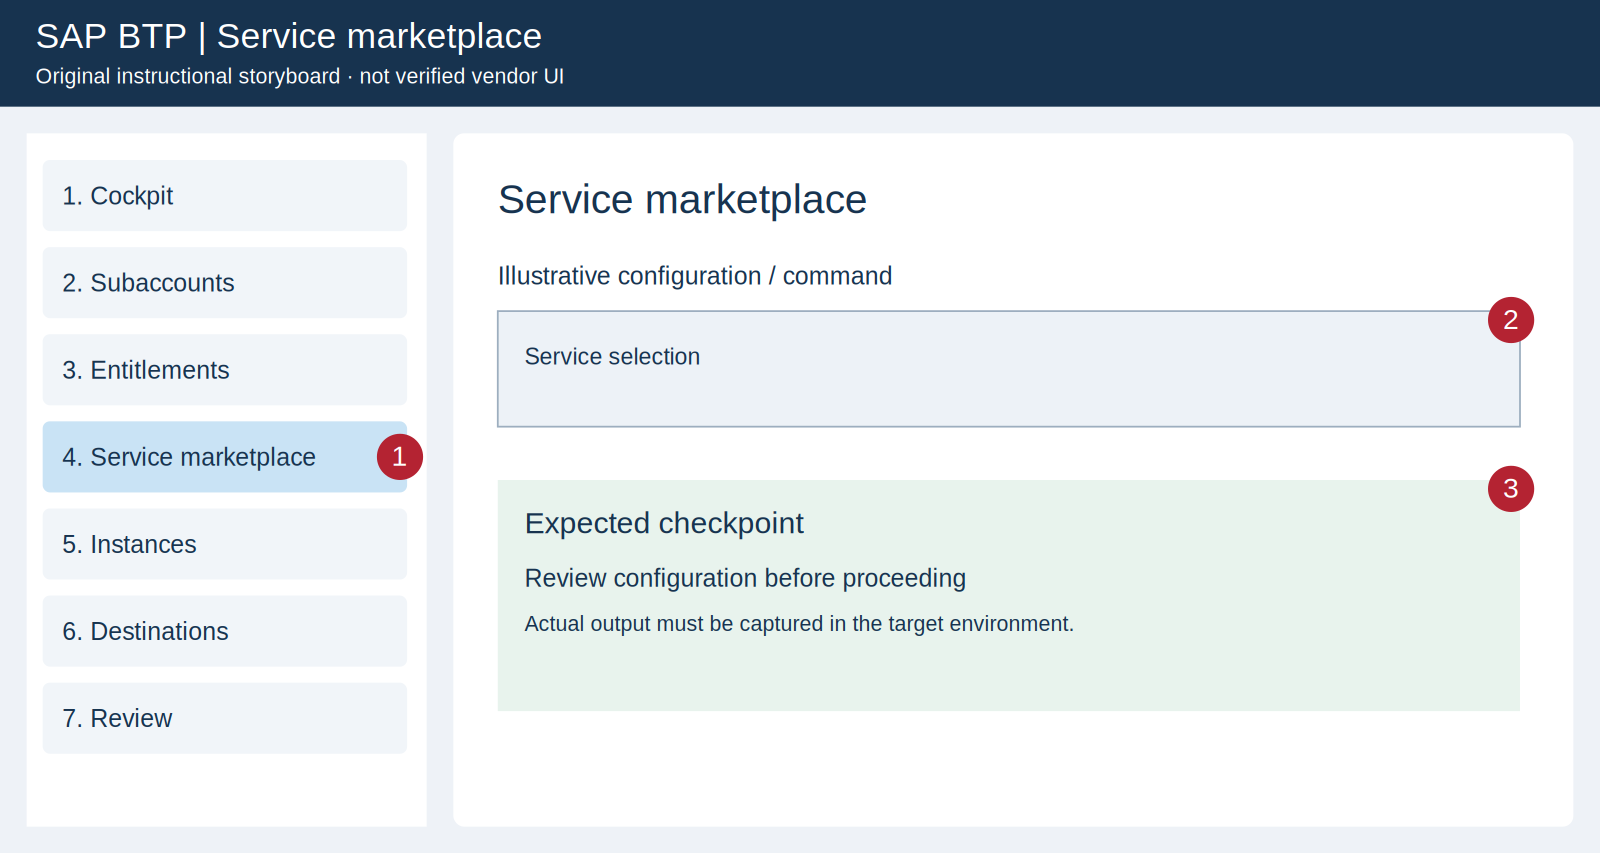 SAP BTP | Service marketplace
Original instructional storyboard · not verified vendor UI
1. Cockpit
2. Subaccounts
3. Entitlements
4. Service marketplace
1
5. Instances
6. Destinations
7. Review
Service marketplace
Illustrative configuration / command
2
Service selection
3
Expected checkpoint
Review configuration before proceeding
Actual output must be captured in the target environment.